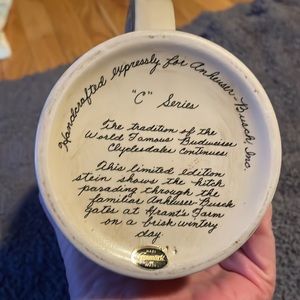 Handcrafted expressly for Anheuser-Busch, Inc.
"C" Series
The tradition of the
World Famous Budweiser
Clydesdales Continues.
This limited edition
stein shows the hitch
parading through the
familiar Anheuser-Busch
gates at Grant's Farm
on a brisk wintery
day.